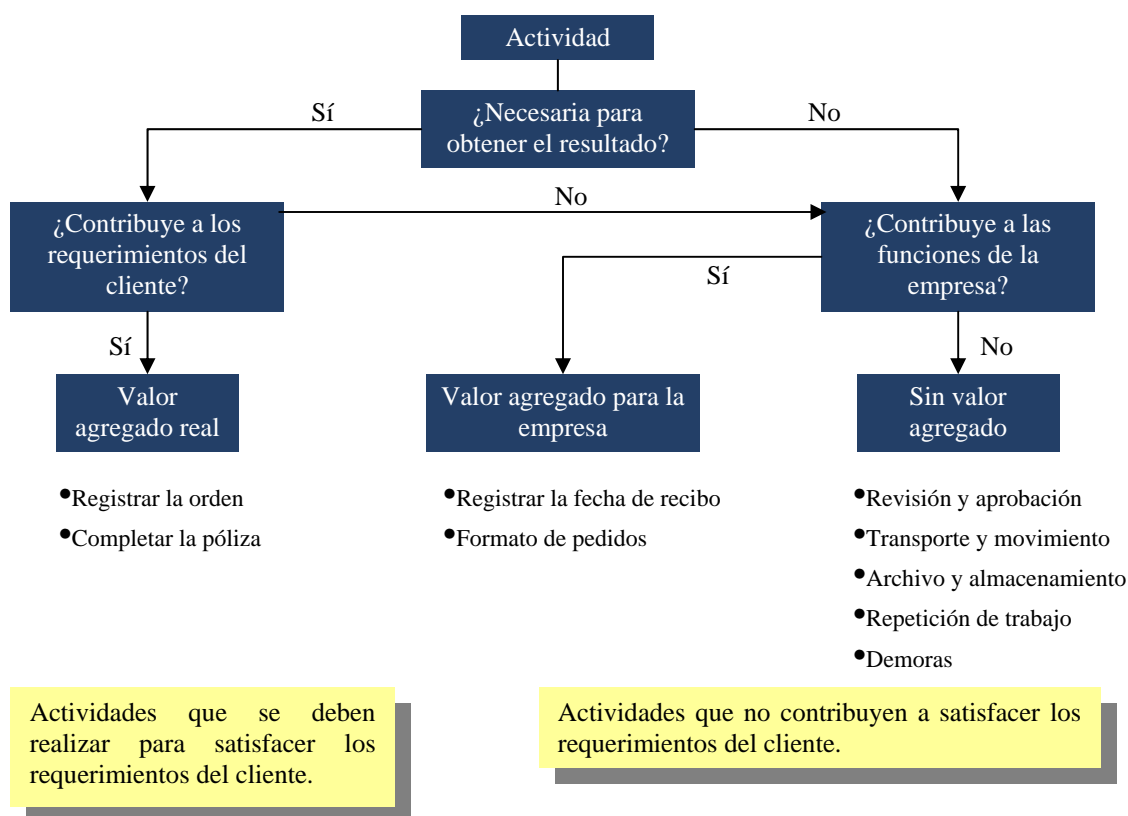 Actividad
Sí
¿Necesaria para
obtener el resultado?
No
¿Contribuye a los
requerimientos del
cliente?
No
¿Contribuye a las
funciones de la
empresa?
Sí
Sí
No
Valor
agregado real
Valor agregado para la
empresa
Sin valor
agregado
•Registrar la orden
•Completar la póliza
•Registrar la fecha de recibo
•Formato de pedidos
•Revisión y aprobación
•Transporte y movimiento
•Archivo y almacenamiento
•Repetición de trabajo
•Demoras
Actividades que se deben
realizar para satisfacer los
requerimientos del cliente.
Actividades que no contribuyen a satisfacer los
requerimientos del cliente.